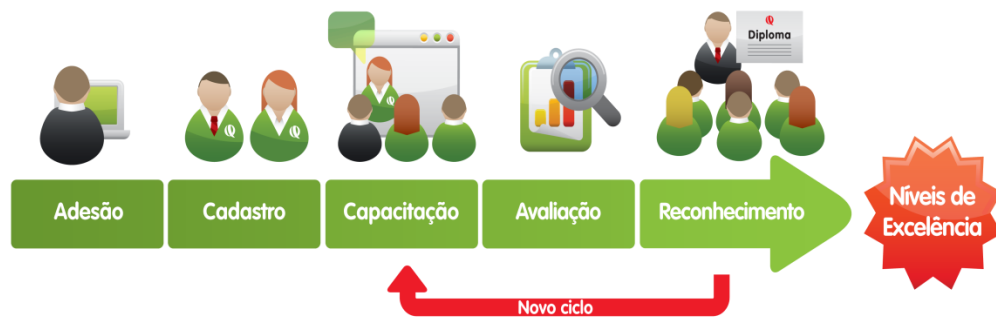 Diploma
Adesão
Cadastro
Capacitação
Avaliação
Reconhecimento
Níveis de
Excelência
Novo ciclo